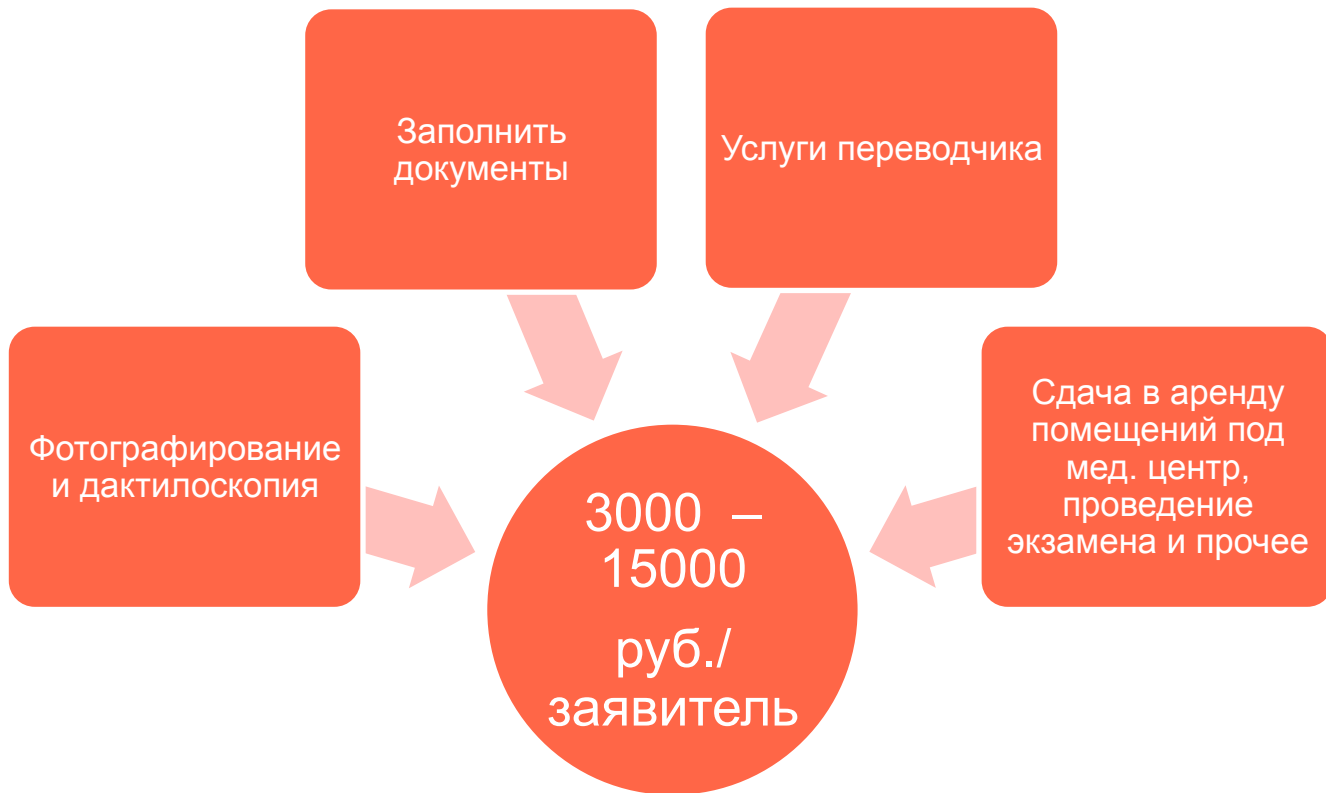 Заполнить
документы
Услуги переводчика
Фотографирование
и дактилоскопия
Сдача в аренду
помещений под
мед. центр,
проведение
экзамена и прочее
3000 –
15000
руб./
заявитель